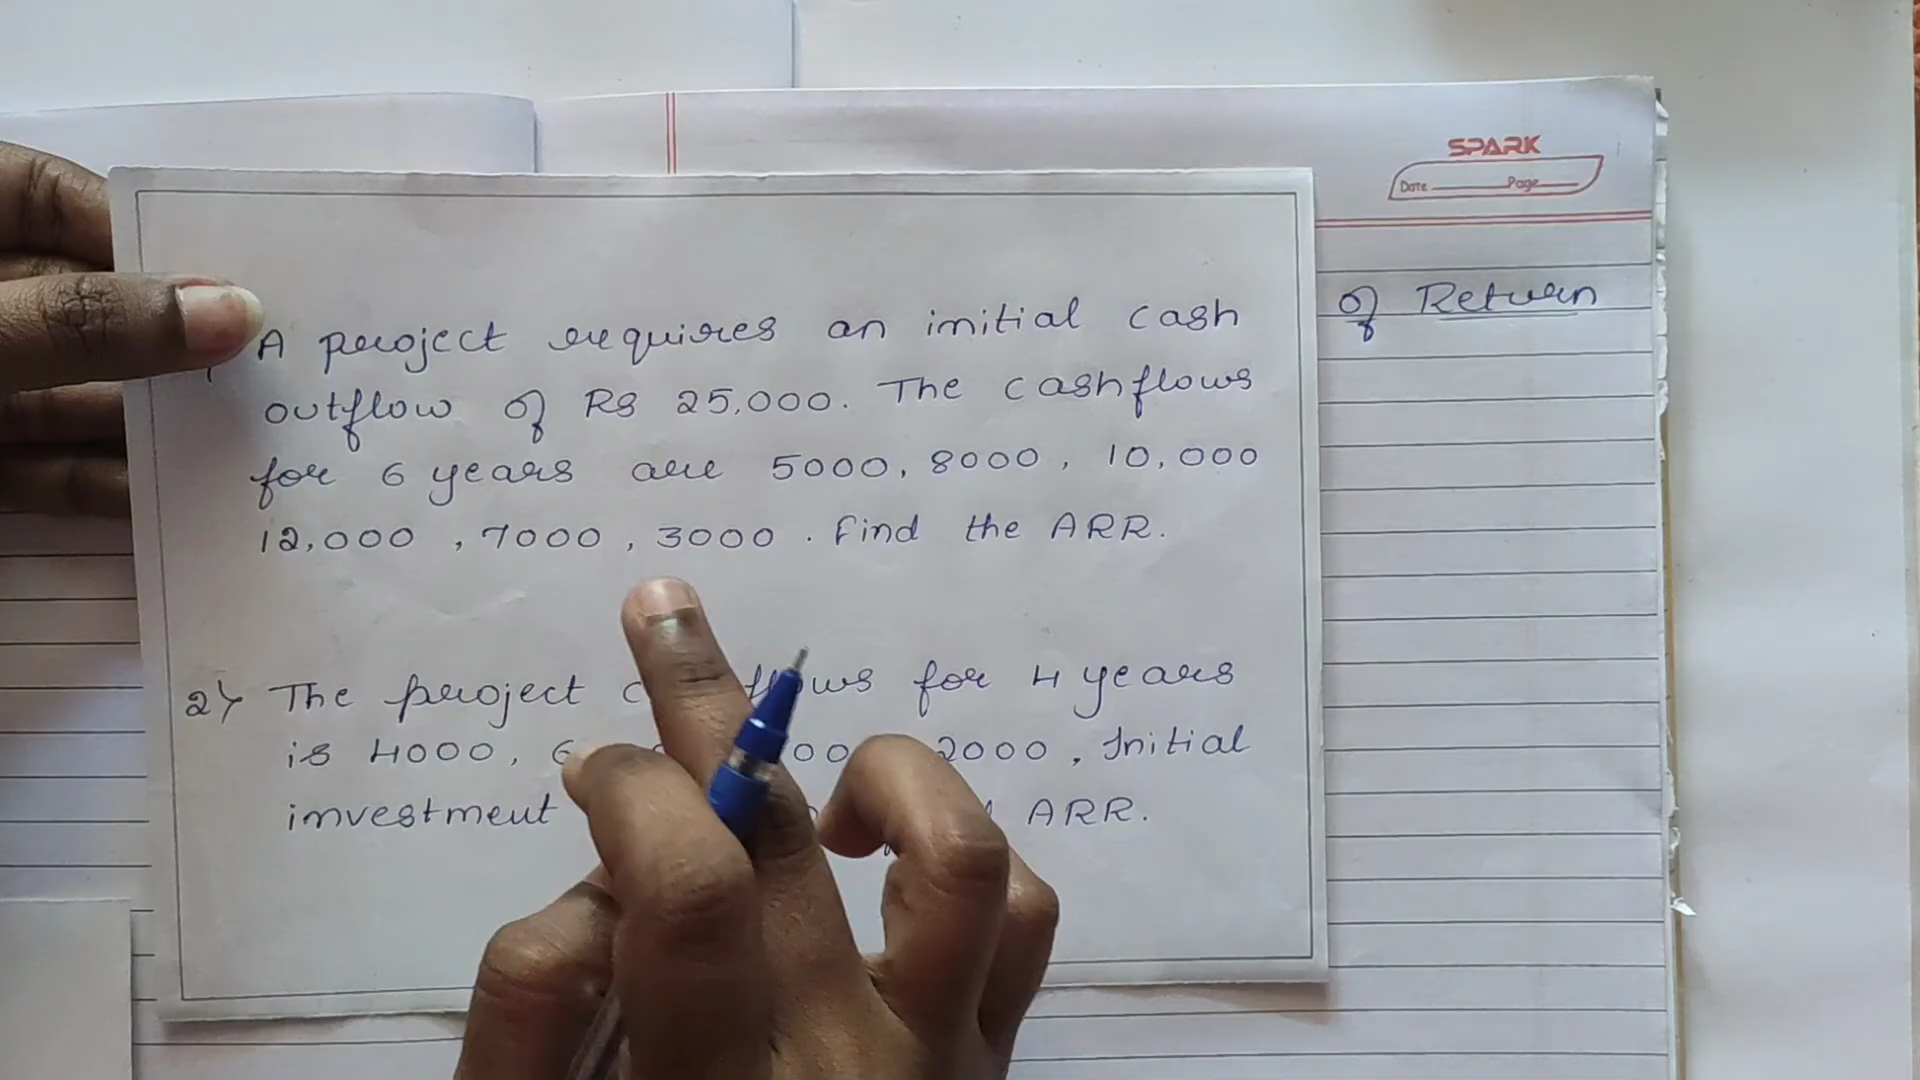 SPARK
Date Page
of Return
A project requires an initial cash
outflow of Rs 25,000. The cashflows
for 6 years are 5000, 8000, 10,000
12,000, 7000, 3000. Find the ARR.
2) The project for 4 years
is 4000, 2000, Initial
investment ARR.